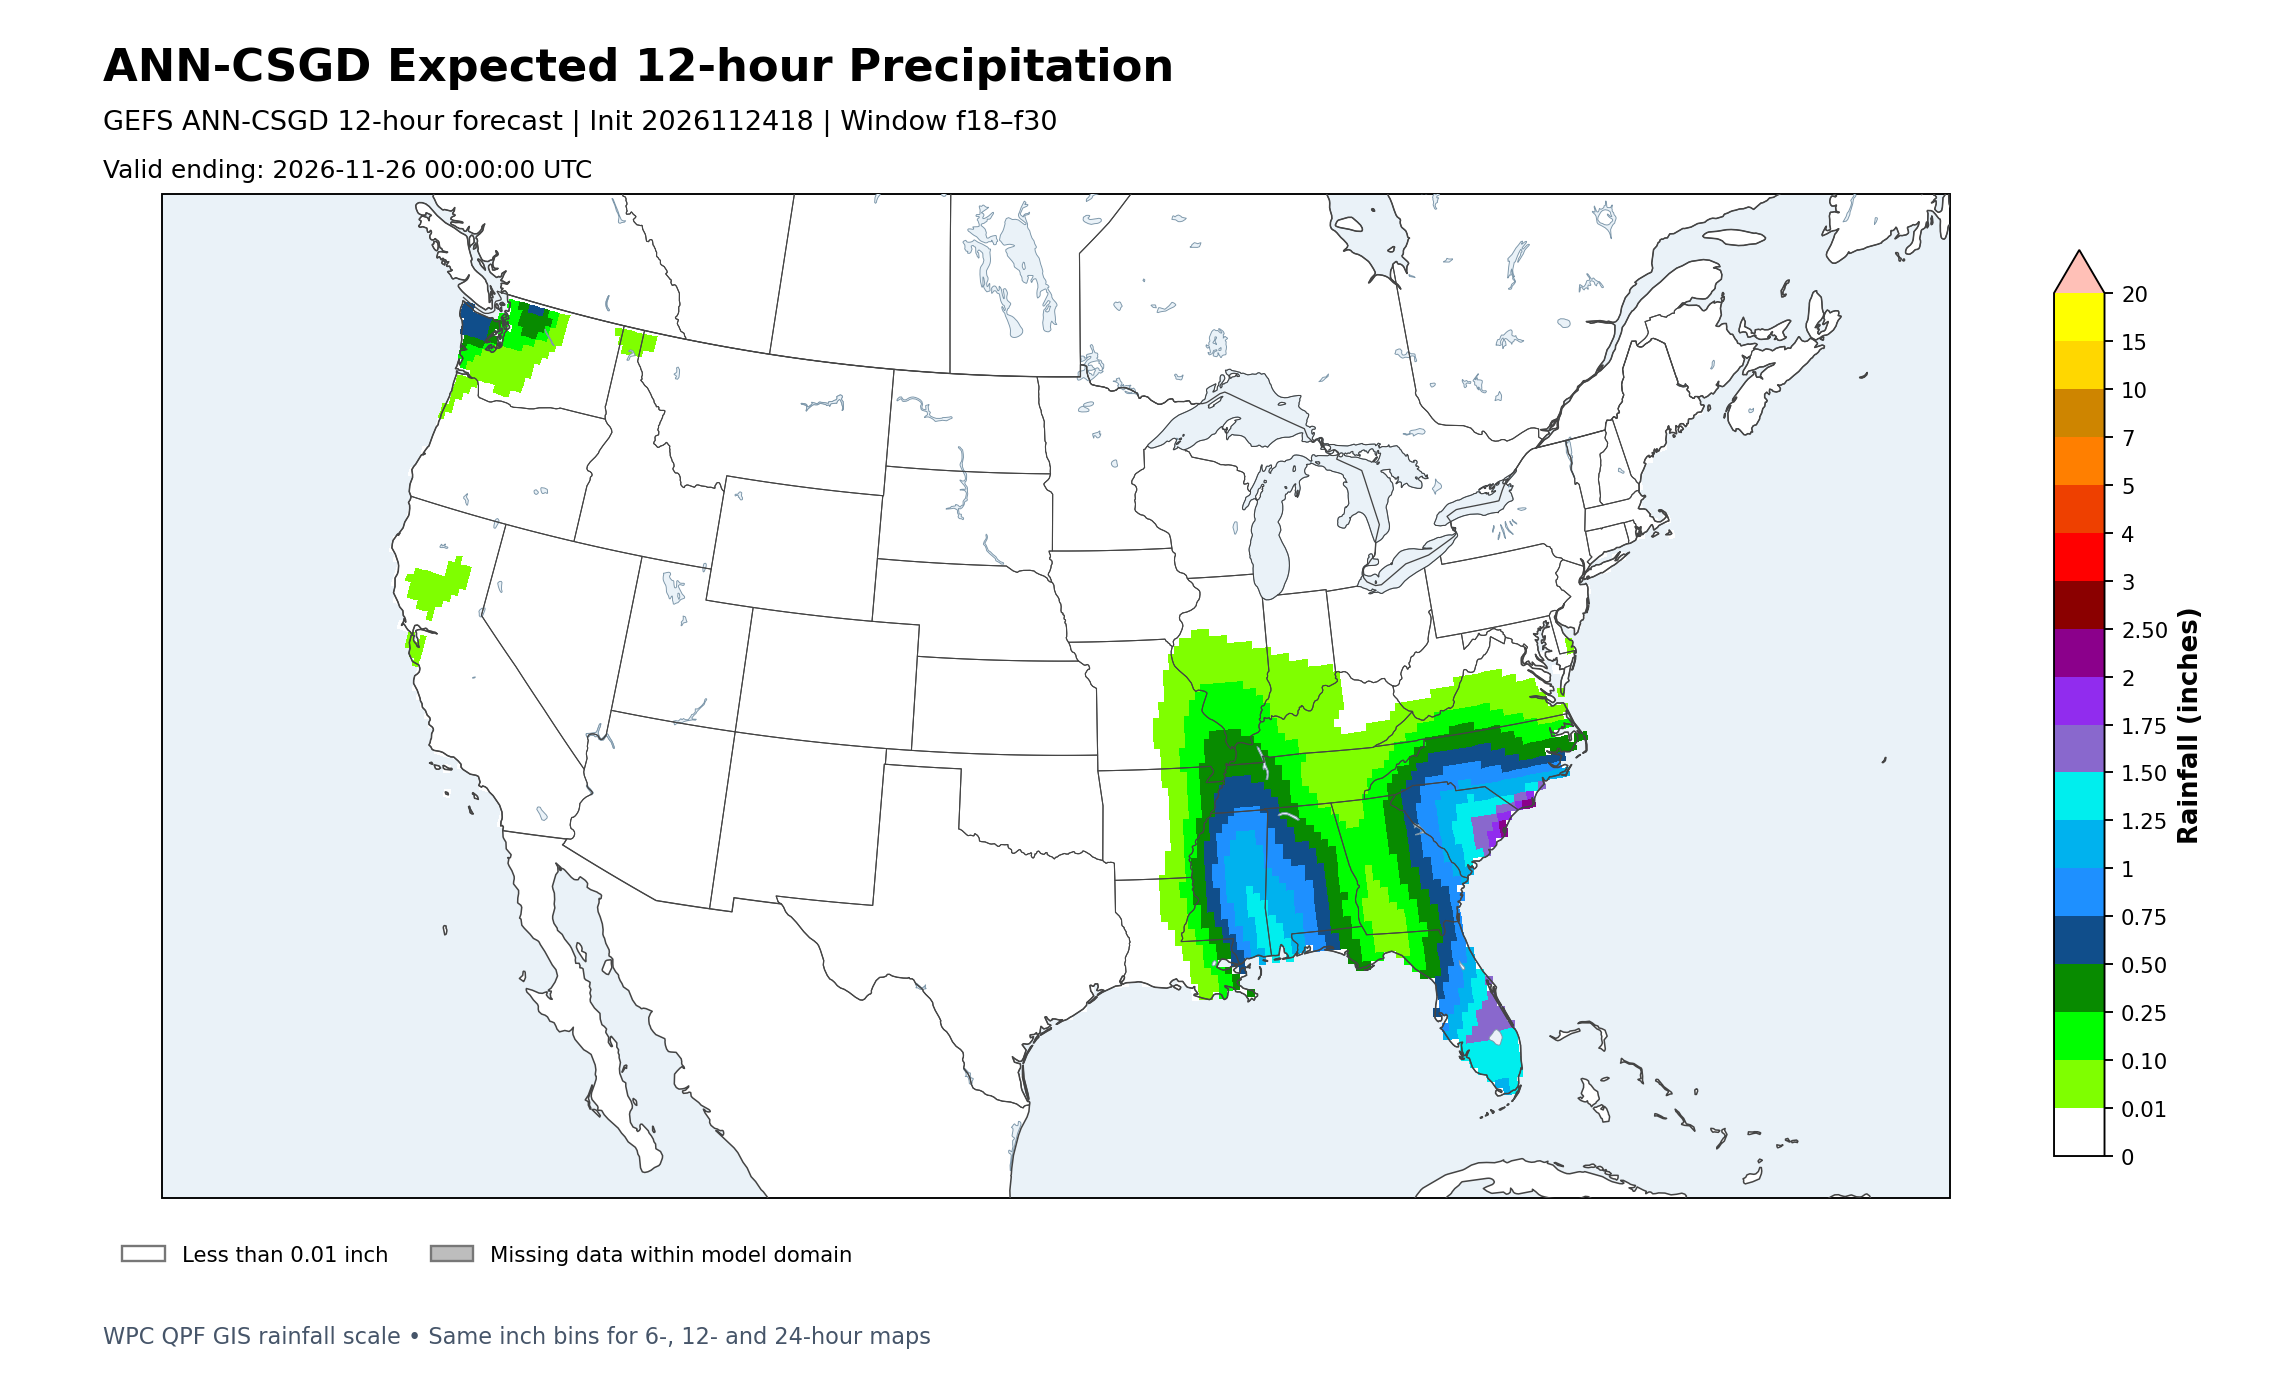 ANN-CSGD Expected 12-hour Precipitation
GEFS ANN-CSGD 12-hour forecast | Init 2026112418 | Window f18–f30
Valid ending: 2026-11-26 00:00:00 UTC
20
15
10
7
5
4
3
2.50
2
1.75
1.50
1.25
1
0.75
0.50
0.25
0.10
0.01
0
Rainfall (inches)
Less than 0.01 inch
Missing data within model domain
WPC QPF GIS rainfall scale • Same inch bins for 6-, 12- and 24-hour maps